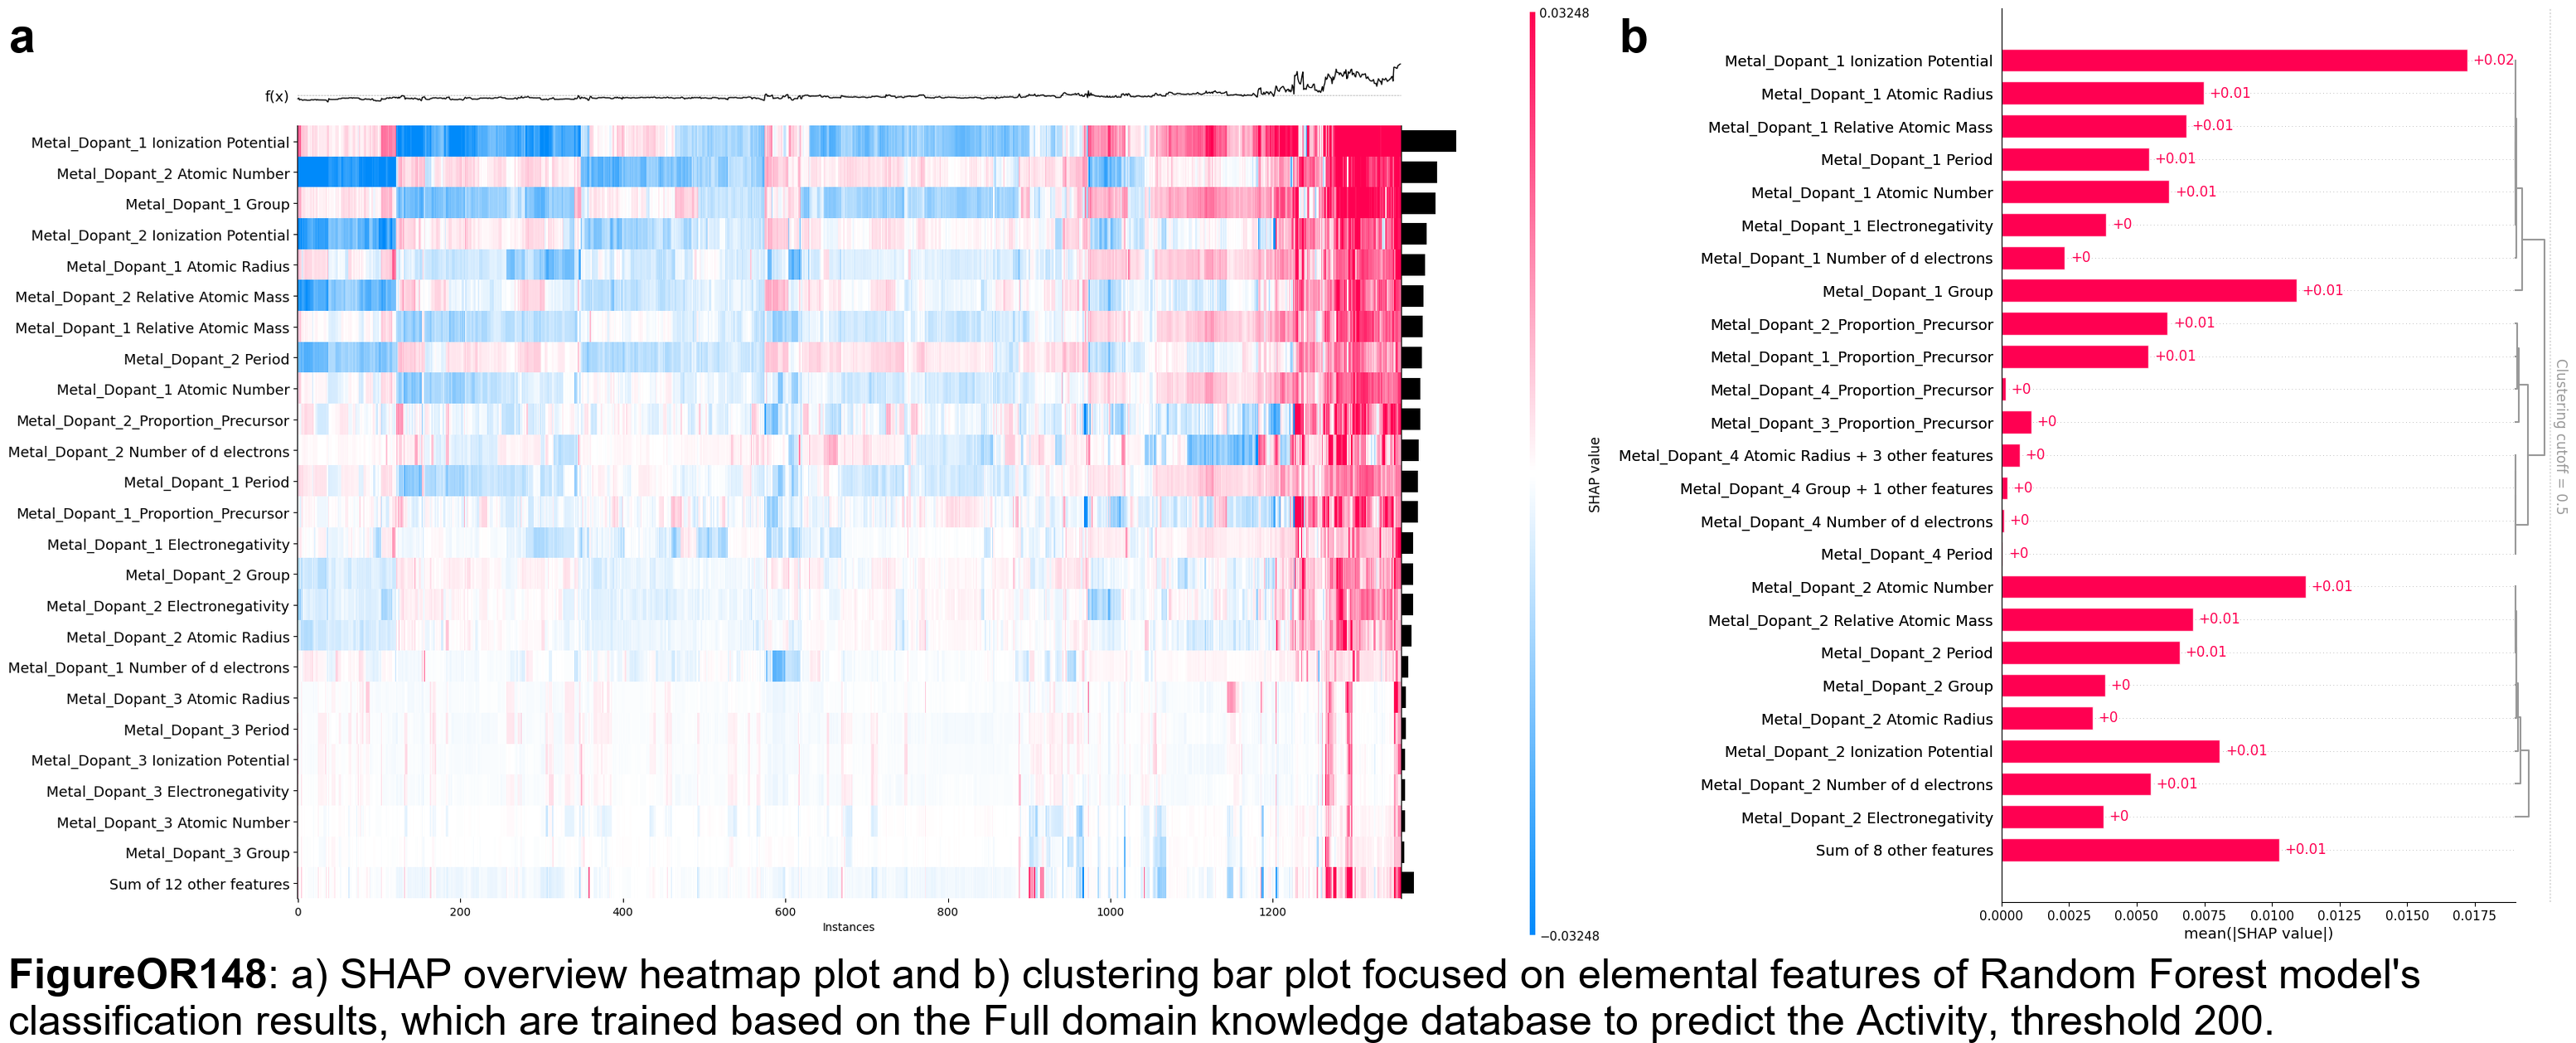 a
0.03248
f(x)
Metal_Dopant_1 Ionization Potential
Metal_Dopant_2 Atomic Number
Metal_Dopant_1 Group
Metal_Dopant_2 Ionization Potential
Metal_Dopant_1 Atomic Radius
Metal_Dopant_2 Relative Atomic Mass
Metal_Dopant_1 Relative Atomic Mass
Metal_Dopant_2 Period
Metal_Dopant_1 Atomic Number
Metal_Dopant_2_Proportion_Precursor
Metal_Dopant_2 Number of d electrons
Metal_Dopant_1 Period
Metal_Dopant_1_Proportion_Precursor
Metal_Dopant_1 Electronegativity
Metal_Dopant_2 Group
Metal_Dopant_2 Electronegativity
Metal_Dopant_2 Atomic Radius
Metal_Dopant_1 Number of d electrons
Metal_Dopant_3 Atomic Radius
Metal_Dopant_3 Period
Metal_Dopant_3 Ionization Potential
Metal_Dopant_3 Electronegativity
Metal_Dopant_3 Atomic Number
Metal_Dopant_3 Group
Sum of 12 other features
0 200 400 600 800 1000 1200
Instances
SHAP value
−0.03248
b
Metal_Dopant_1 Ionization Potential +0.02
Metal_Dopant_1 Atomic Radius +0.01
Metal_Dopant_1 Relative Atomic Mass +0.01
Metal_Dopant_1 Period +0.01
Metal_Dopant_1 Atomic Number +0.01
Metal_Dopant_1 Electronegativity +0
Metal_Dopant_1 Number of d electrons +0
Metal_Dopant_1 Group +0.01
Metal_Dopant_2_Proportion_Precursor +0.01
Metal_Dopant_1_Proportion_Precursor +0.01
Metal_Dopant_4_Proportion_Precursor +0
Metal_Dopant_3_Proportion_Precursor +0
Metal_Dopant_4 Atomic Radius + 3 other features +0
Metal_Dopant_4 Group + 1 other features +0
Metal_Dopant_4 Number of d electrons +0
Metal_Dopant_4 Period +0
Metal_Dopant_2 Atomic Number +0.01
Metal_Dopant_2 Relative Atomic Mass +0.01
Metal_Dopant_2 Period +0.01
Metal_Dopant_2 Group +0
Metal_Dopant_2 Atomic Radius +0
Metal_Dopant_2 Ionization Potential +0.01
Metal_Dopant_2 Number of d electrons +0.01
Metal_Dopant_2 Electronegativity +0
Sum of 8 other features +0.01
0.0000 0.0025 0.0050 0.0075 0.0100 0.0125 0.0150 0.0175
mean(|SHAP value|)
Clustering cutoff = 0.5
FigureOR148: a) SHAP overview heatmap plot and b) clustering bar plot focused on elemental features of Random Forest model's
classification results, which are trained based on the Full domain knowledge database to predict the Activity, threshold 200.